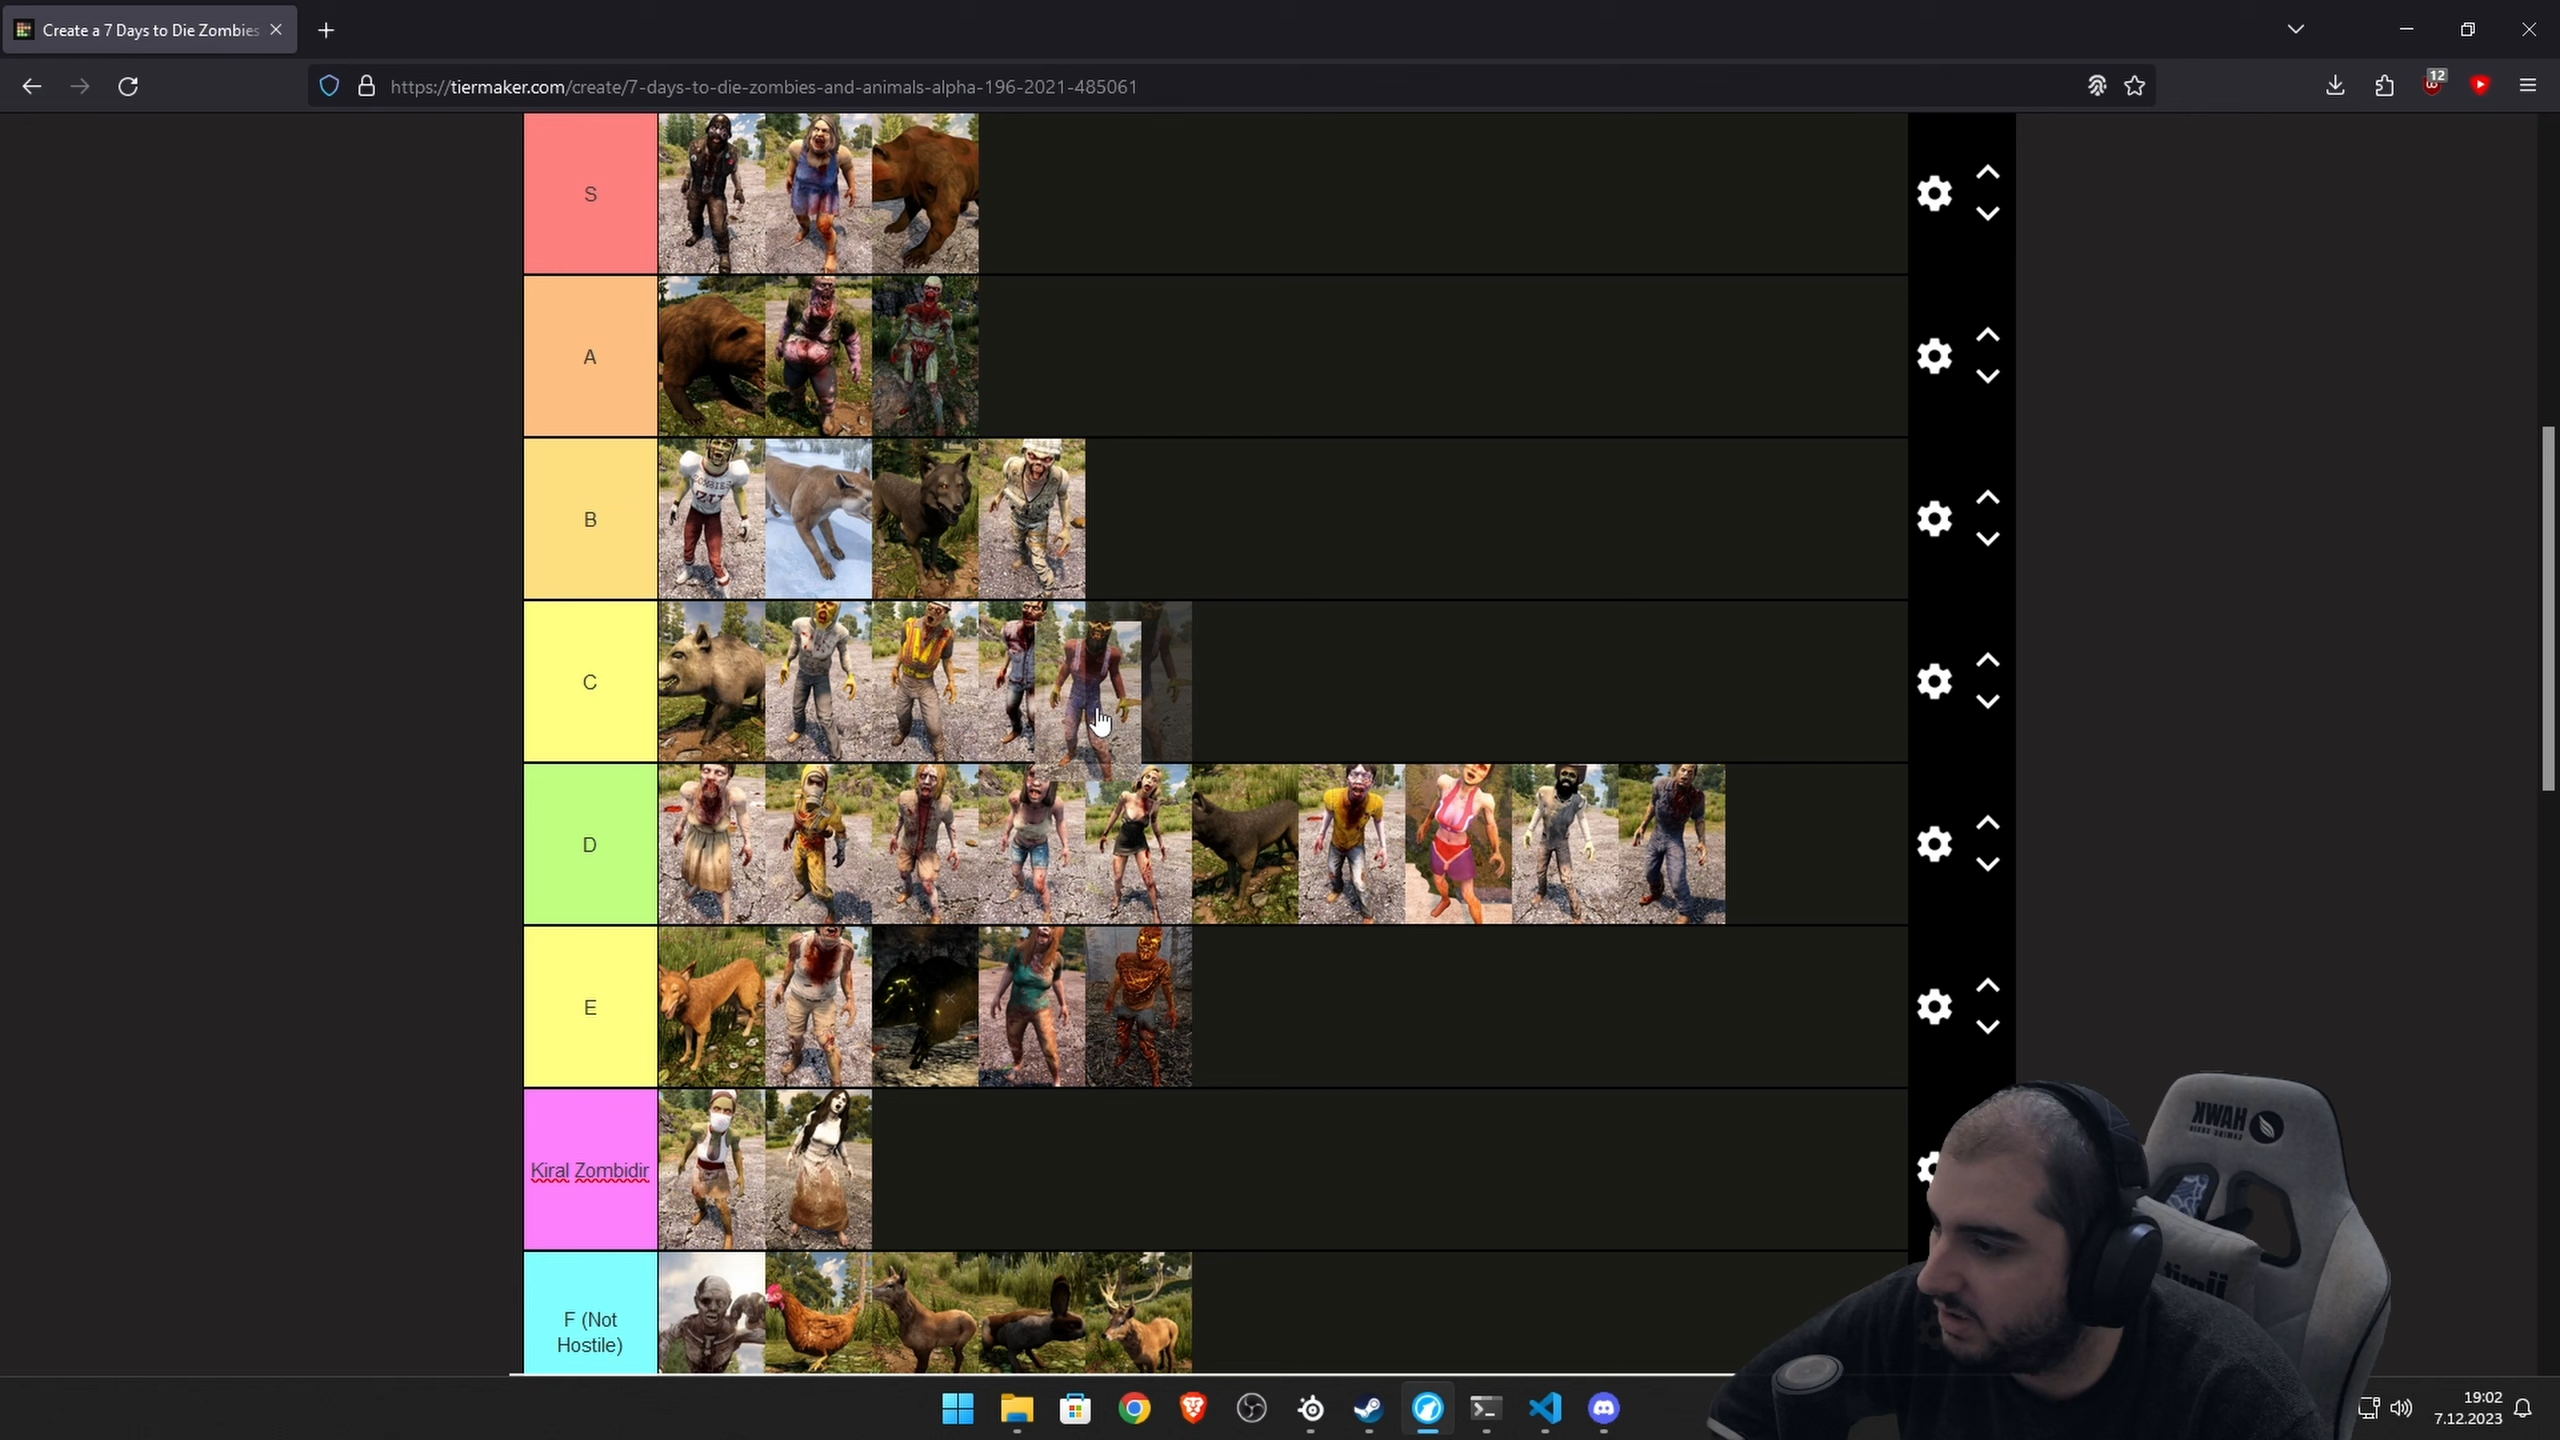 Create a 7 Days to Die Zombies
https://tiermaker.com/create/7-days-to-die-zombies-and-animals-alpha-196-2021-485061
12
S
A
B
C
D
E
Kiral Zombidir
F (Not
Hostile)
HAWK
19:02
7.12.2023